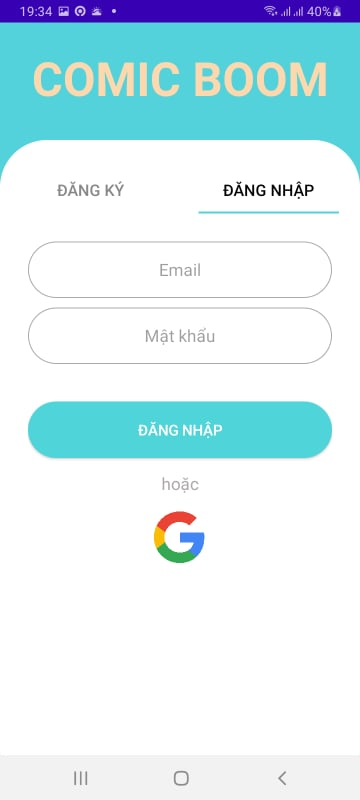 19:34
40%
COMIC BOOM
ĐĂNG KÝ
ĐĂNG NHẬP
Email
Mật khẩu
ĐĂNG NHẬP
hoặc